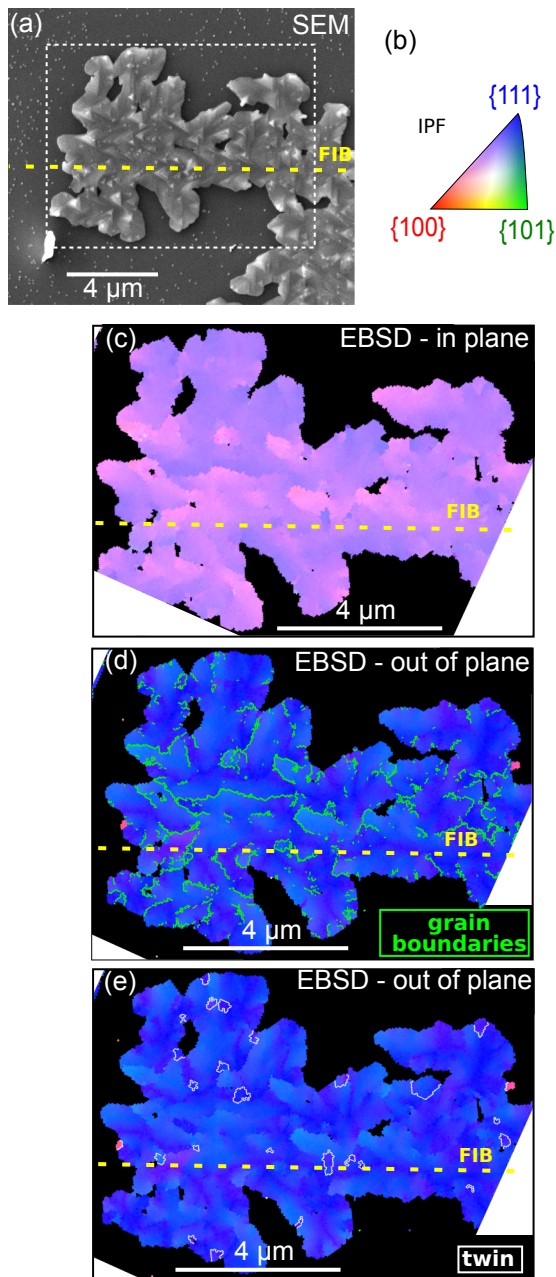 (a)
SEM
FIB
4 µm
(b)
IPF
{111}
{100}
{101}
(c)
EBSD - in plane
FIB
4 µm
(d)
EBSD - out of plane
FIB
4 µm
grain
boundaries
(e)
EBSD - out of plane
FIB
4 µm
twin